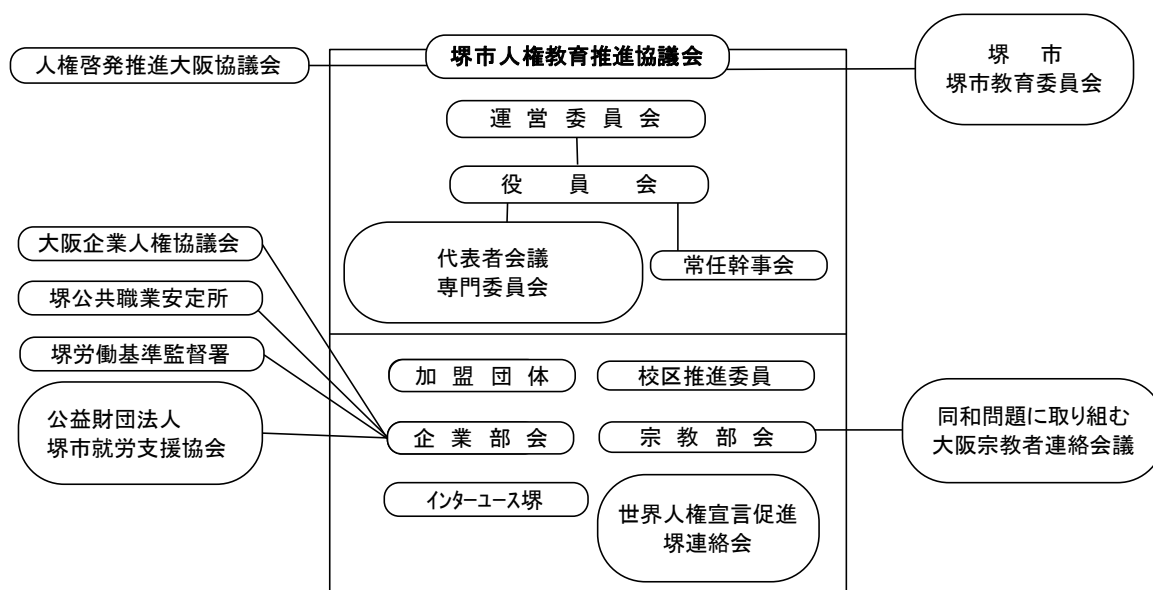 堺市人権教育推進協議会
人権啓発推進大阪協議会
堺 市
堺市教育委員会
運 営 委 員 会
役 員 会
代表者会議
専門委員会
常任幹事会
大阪企業人権協議会
堺公共職業安定所
堺労働基準監督署
公益財団法人
堺市就労支援協会
加 盟 団 体
校区推進委員
企 業 部 会
宗 教 部 会
同和問題に取り組む
大阪宗教者連絡会議
インターユース堺
世界人権宣言促進
堺連絡会